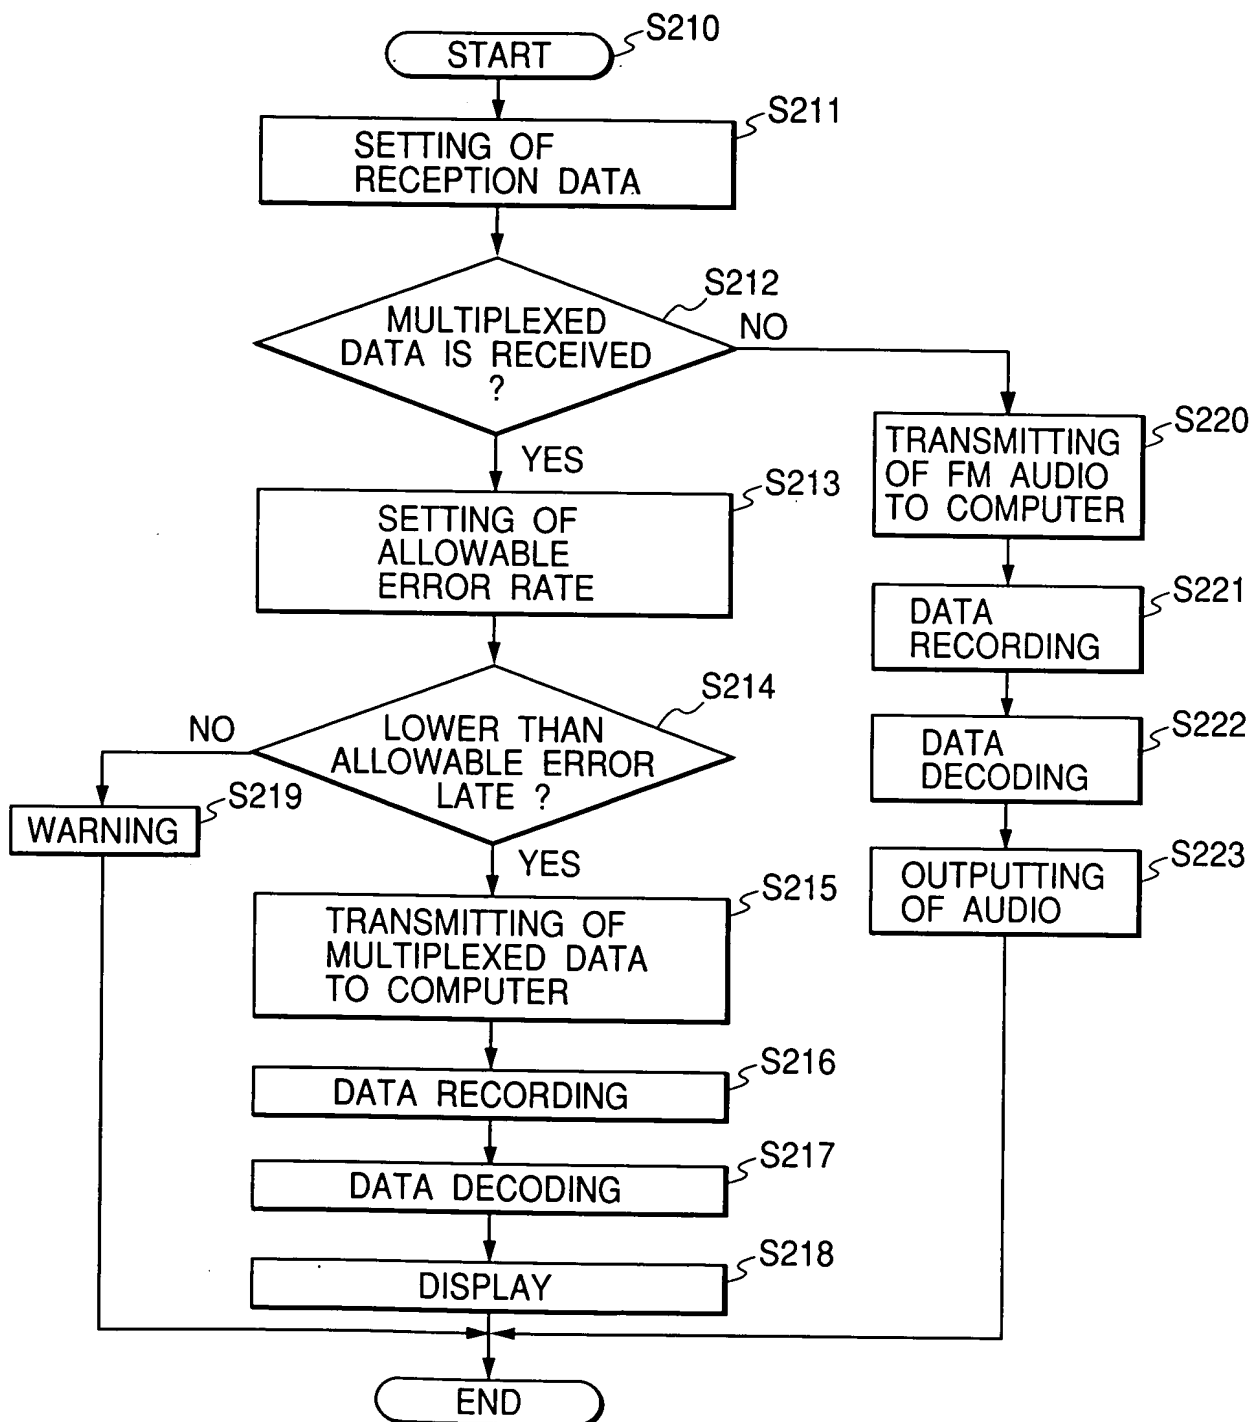 START
S210
S211
SETTING OF
RECEPTION DATA
S212
MULTIPLEXED
DATA IS RECEIVED
?
NO
YES
S213
SETTING OF
ALLOWABLE
ERROR RATE
S214
LOWER THAN
ALLOWABLE ERROR
LATE ?
NO
S219
WARNING
YES
S215
TRANSMITTING OF
MULTIPLEXED DATA
TO COMPUTER
S216
DATA RECORDING
S217
DATA DECODING
S218
DISPLAY
S220
TRANSMITTING
OF FM AUDIO
TO COMPUTER
S221
DATA
RECORDING
S222
DATA
DECODING
S223
OUTPUTTING
OF AUDIO
END